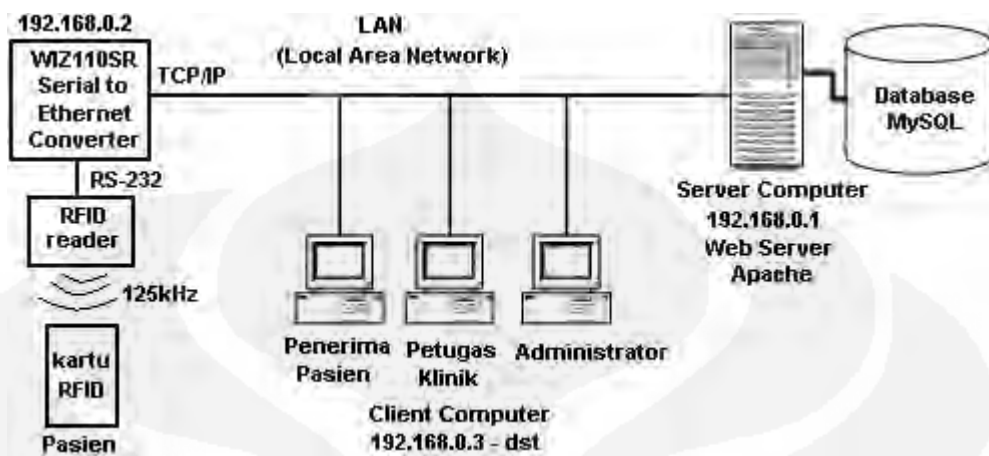 192.168.0.2
WIZ110SR
Serial to
Ethernet
Converter
TCP/IP
LAN
(Local Area Network)
RS-232
RFID
reader
125kHz
kartu
RFID
Pasien
Penerima
Pasien
Petugas
Klinik
Administrator
Client Computer
192.168.0.3 - dst
Server Computer
192.168.0.1
Web Server
Apache
Database
MySQL